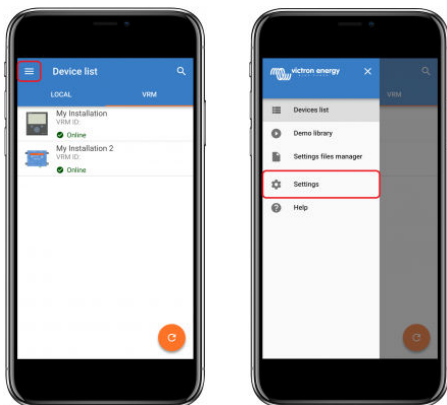 Device list
LOCAL
VRM
My Installation
VRM ID:
Online
My Installation 2
VRM ID:
Online
victron energy
VRM
Devices list
Demo library
Settings files manager
Settings
Help